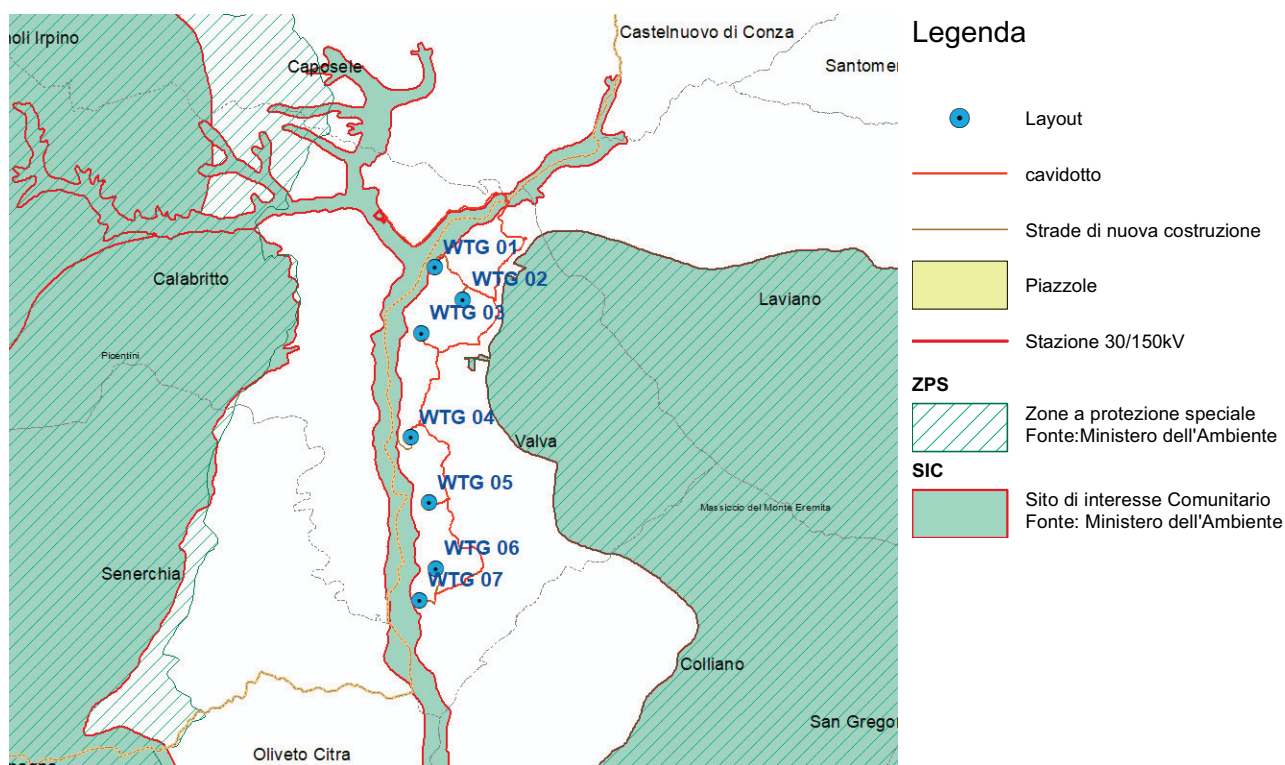 noli Irpino
Castelnuovo di Conza
Caposele
Santomen
WTG 01
Calabritto
WTG 02
Laviano
WTG 03
Picentini
WTG 04
Valva
WTG 05
Massiccio del Monte Eremita
WTG 06
Senerchia
WTG 07
Colliano
San Gregor
Oliveto Citra
Legenda
Layout
cavidotto
Strade di nuova costruzione
Piazzole
Stazione 30/150kV
ZPS
Zone a protezione speciale
Fonte:Ministero dell'Ambiente
SIC
Sito di interesse Comunitario
Fonte: Ministero dell'Ambiente